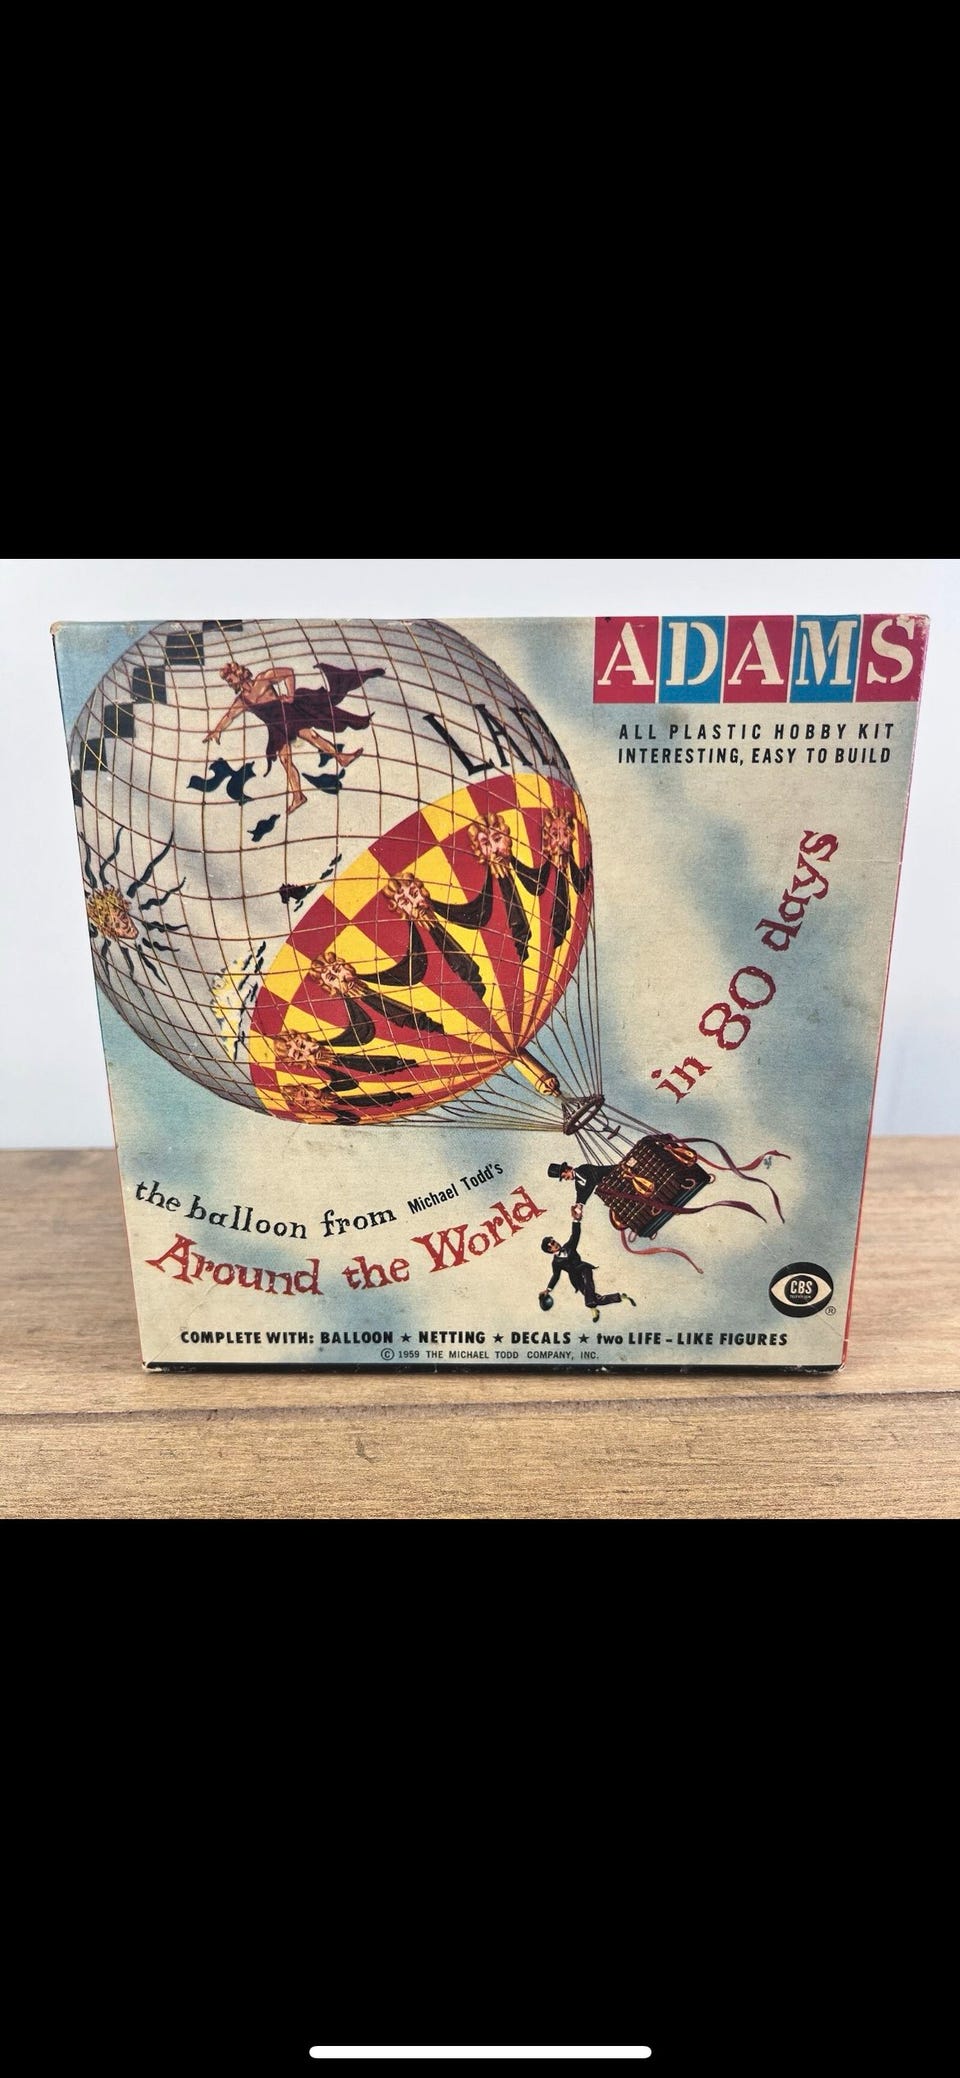 ADAMS
ALL PLASTIC HOBBY KIT
INTERESTING, EASY TO BUILD
in 80 days
the balloon from Michael Todd's
Around the World
CBS
TELEVISION
®
COMPLETE WITH: BALLOON ★ NETTING ★ DECALS ★ two LIFE-LIKE FIGURES
© 1959 THE MICHAEL TODD COMPANY, INC.